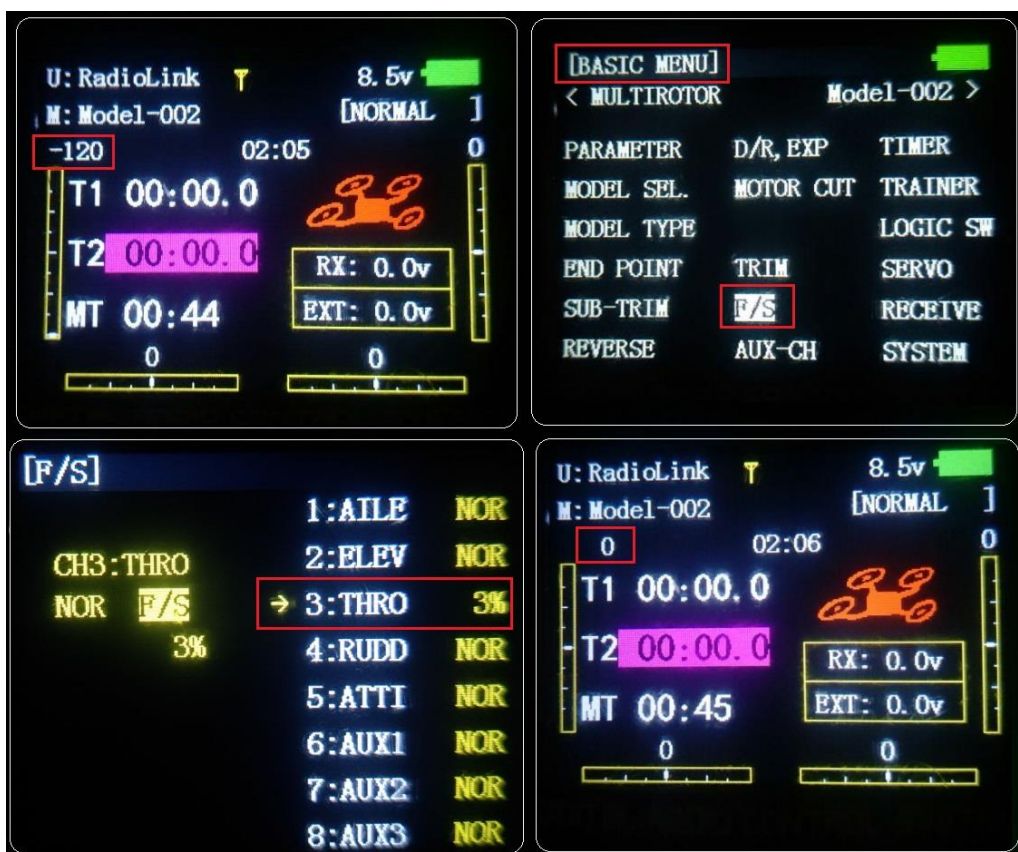 U: RadioLink 8.5v
M: Model-002 [NORMAL ]
-120 02:05 0
T1 00:00.0
T2 00:00.0
RX: 0.0v
MT 00:44
EXT: 0.0v
0 0
[BASIC MENU]
< MULTIROTOR Model-002 >
PARAMETER D/R,EXP TIMER
MODEL SEL. MOTOR CUT TRAINER
MODEL TYPE LOGIC SW
END POINT TRIM SERVO
SUB-TRIM F/S RECEIVE
REVERSE AUX-CH SYSTEM
[F/S]
CH3:THRO
NOR F/S
3%
1:AILE NOR
2:ELEV NOR
→ 3:THRO 3%
4:RUDD NOR
5:ATTI NOR
6:AUX1 NOR
7:AUX2 NOR
8:AUX3 NOR
U: RadioLink 8.5v
M: Model-002 [NORMAL ]
0 02:06 0
T1 00:00.0
T2 00:00.0
RX: 0.0v
MT 00:45
EXT: 0.0v
0 0